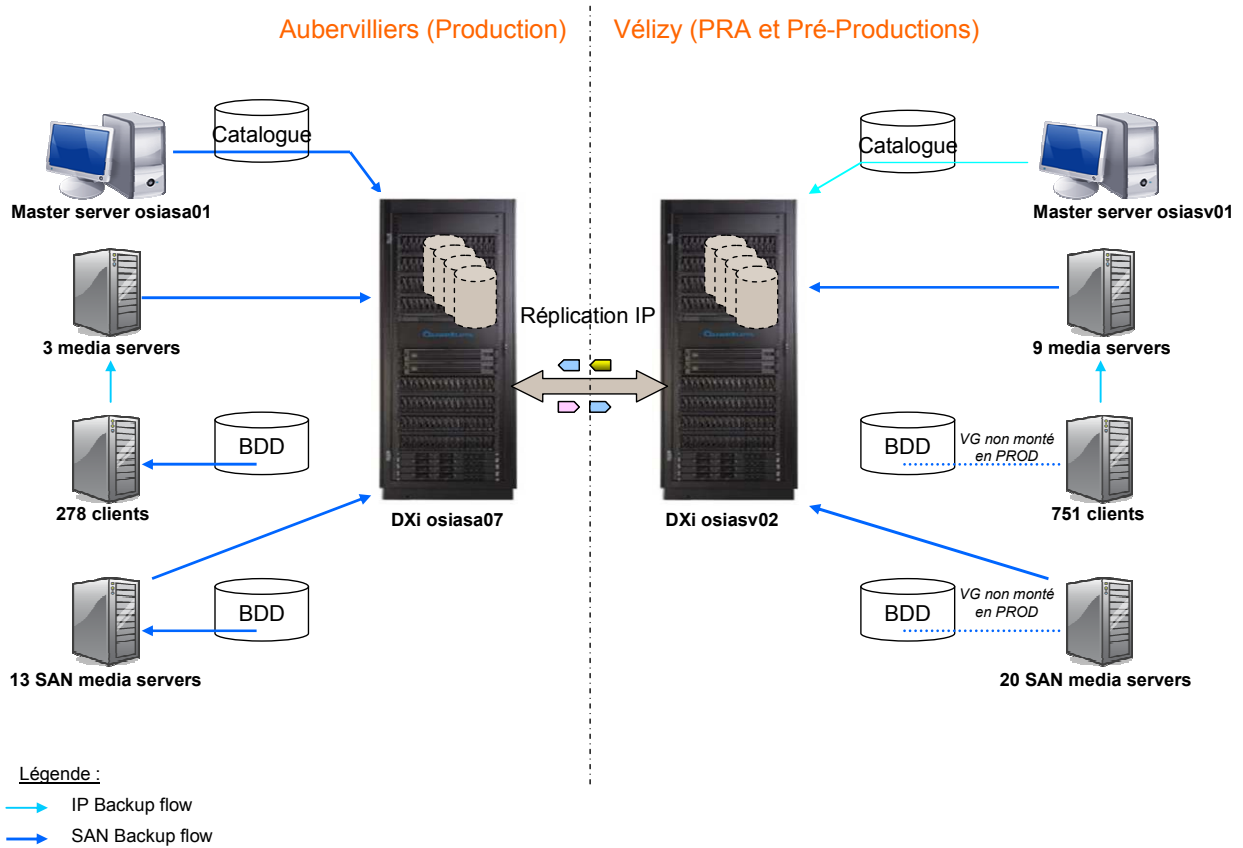 Aubervilliers (Production)
Vélizy (PRA et Pré-Productions)
Catalogue
Master server osiasa01
Catalogue
Master server osiasv01
3 media servers
Réplication IP
9 media servers
BDD
278 clients
BDD
VG non monté
en PROD
751 clients
DXi osiasa07
DXi osiasv02
BDD
13 SAN media servers
BDD
VG non monté
en PROD
20 SAN media servers
Légende :
IP Backup flow
SAN Backup flow